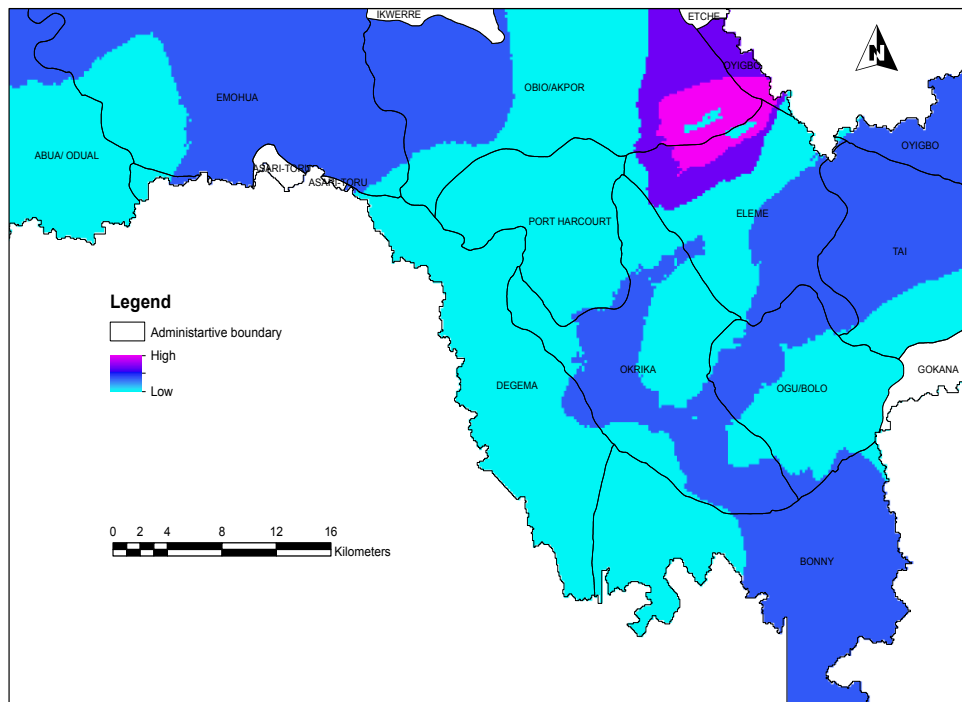 IKWERRE
ETCHE
N
OYIGBO
OBIO/AKPOR
EMOHUA
OYIGBO
ABUA/ ODUAL
ASARI-TORU
ASARI-TORU
ELEME
PORT HARCOURT
TAI
Legend
Administartive boundary
High
Low
OKRIKA
GOKANA
DEGEMA
OGU/BOLO
0 2 4 8 12 16
Kilometers
BONNY